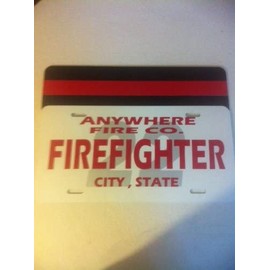 ANYWHERE
FIRE CO.
FIREFIGHTER
CITY , STATE